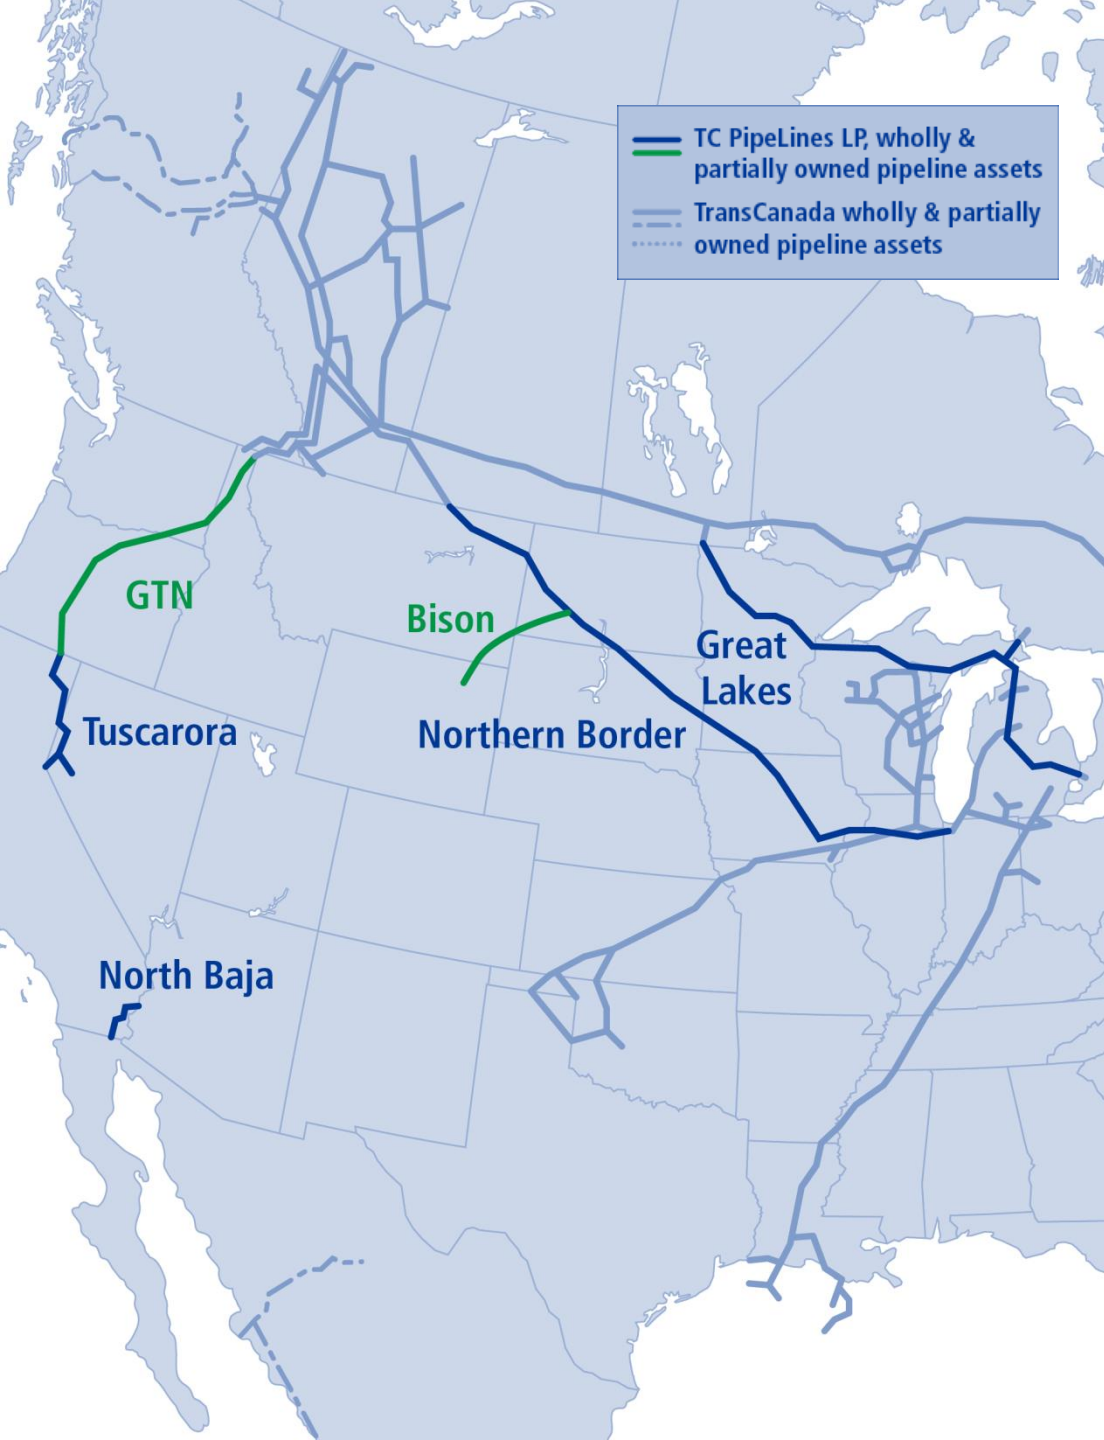 TC PipeLines LP, wholly &
partially owned pipeline assets
TransCanada wholly & partially
owned pipeline assets
GTN
Bison
Great
Lakes
Tuscarora
Northern Border
North Baja